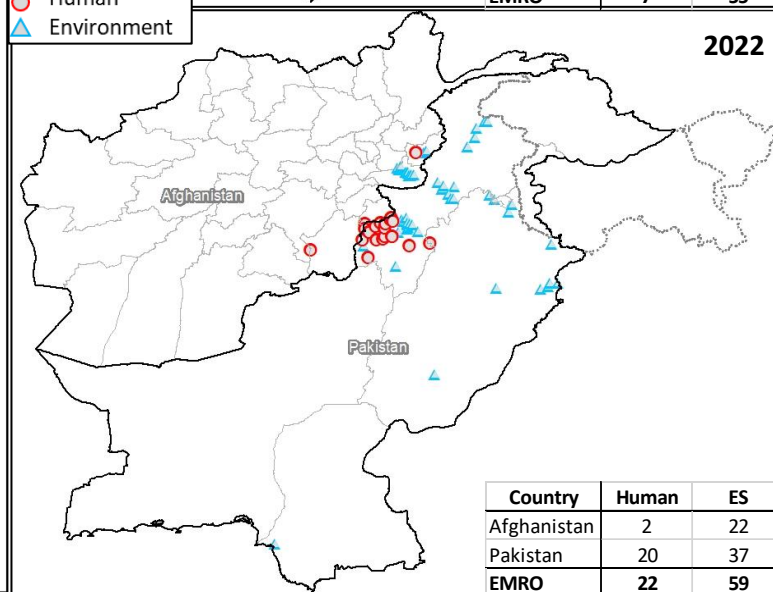 Human
Environment
2022
Afghanistan
Pakistan
Country Human ES
Afghanistan 2 22
Pakistan 20 37
EMRO 22 59